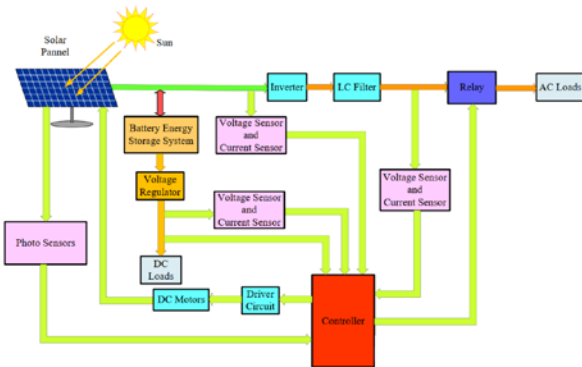 Solar
Pannel
Sun
Inverter
LC Filter
Relay
AC Loads
Battery Energy
Storage System
Voltage Sensor
and
Current Sensor
Voltage
Regulator
Voltage Sensor
and
Current Sensor
Voltage Sensor
and
Current Sensor
Photo Sensors
DC
Loads
DC Motors
Driver
Circuit
Controller